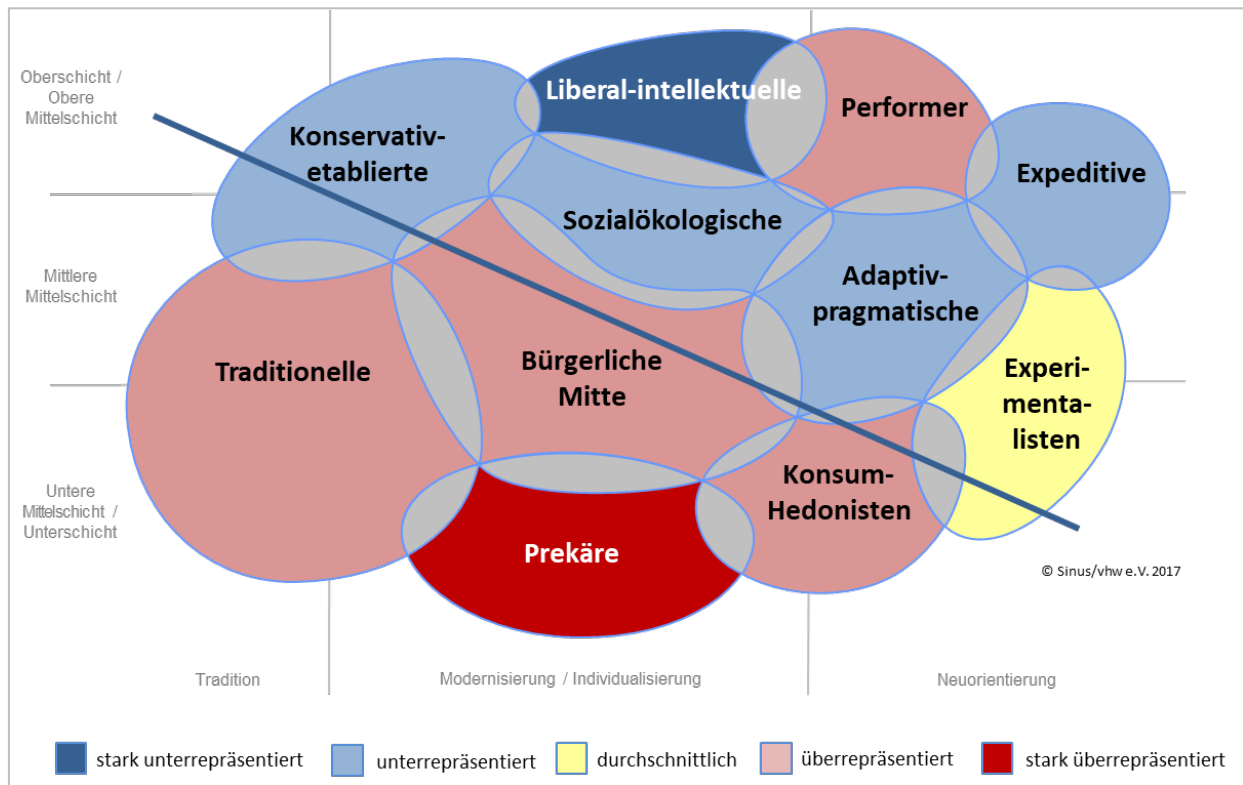 Oberschicht /
Obere
Mittelschicht
Liberal-intellektuelle
Performer
Konservativ-
etablierte
Expeditive
Sozialökologische
Mittlere
Mittelschicht
Adaptiv-
pragmatische
Traditionelle
Bürgerliche
Mitte
Experi-
menta-
listen
Konsum-
Hedonisten
Untere
Mittelschicht /
Unterschicht
Prekäre
© Sinus/vhw e.V. 2017
Tradition
Modernisierung / Individualisierung
Neuorientierung
stark unterrepräsentiert
unterrepräsentiert
durchschnittlich
überrepräsentiert
stark überrepräsentiert